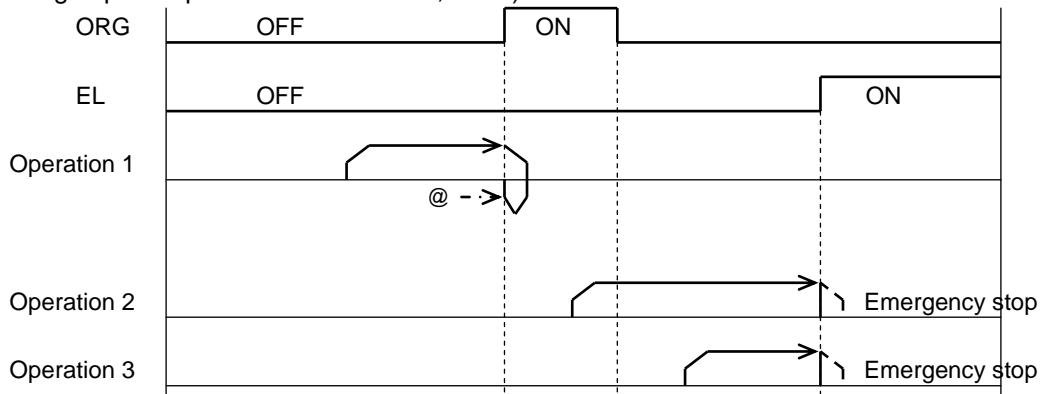 ORG OFF ON
EL OFF ON
Operation 1
@
Operation 2 Emergency stop
Operation 3 Emergency stop